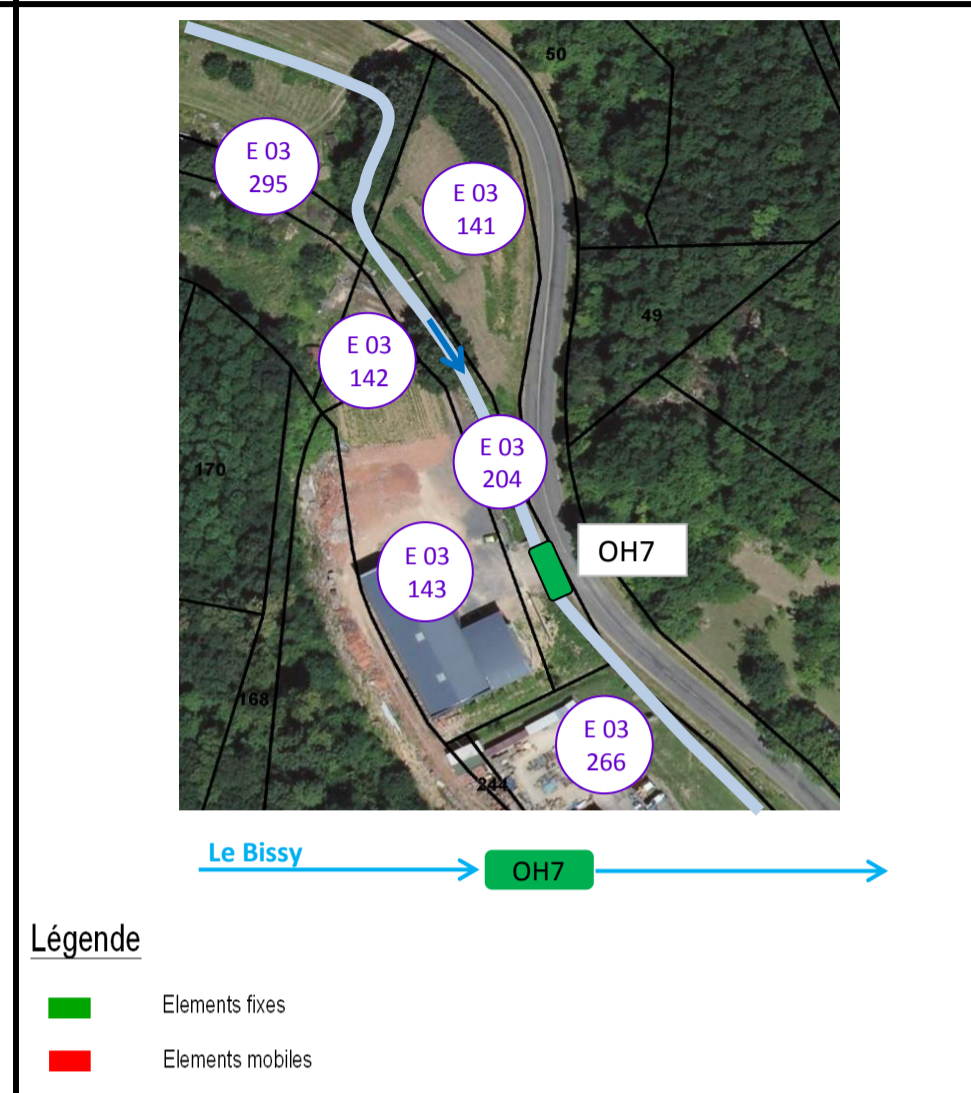 50
E 03
295
E 03
141
49
E 03
142
170
E 03
204
OH7
E 03
143
168
E 03
266
244
Le Bissy
OH7
Légende
Elements fixes
Elements mobiles